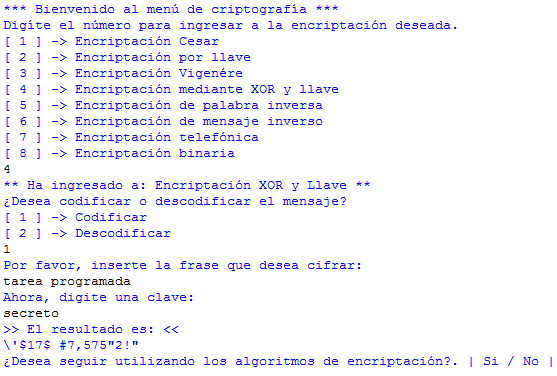 *** Bienvenido al menú de criptografía ***
Digíte el número para ingresar a la encriptación deseada.
[ 1 ] -> Encriptación Cesar
[ 2 ] -> Encriptación por llave
[ 3 ] -> Encriptación Vigenére
[ 4 ] -> Encriptación mediante XOR y llave
[ 5 ] -> Encriptación de palabra inversa
[ 6 ] -> Encriptación de mensaje inverso
[ 7 ] -> Encriptación telefónica
[ 8 ] -> Encriptación binaria
4
** Ha ingresado a: Encriptación XOR y Llave **
¿Desea codificar o descodificar el mensaje?
[ 1 ] -> Codificar
[ 2 ] -> Descodificar
1
Por favor, inserte la frase que desea cifrar:
tarea programada
Ahora, digite una clave:
secreto
>> El resultado es: <<
\'$17$ #7,575"2!"
¿Desea seguir utilizando los algoritmos de encriptación?. | Si / No |